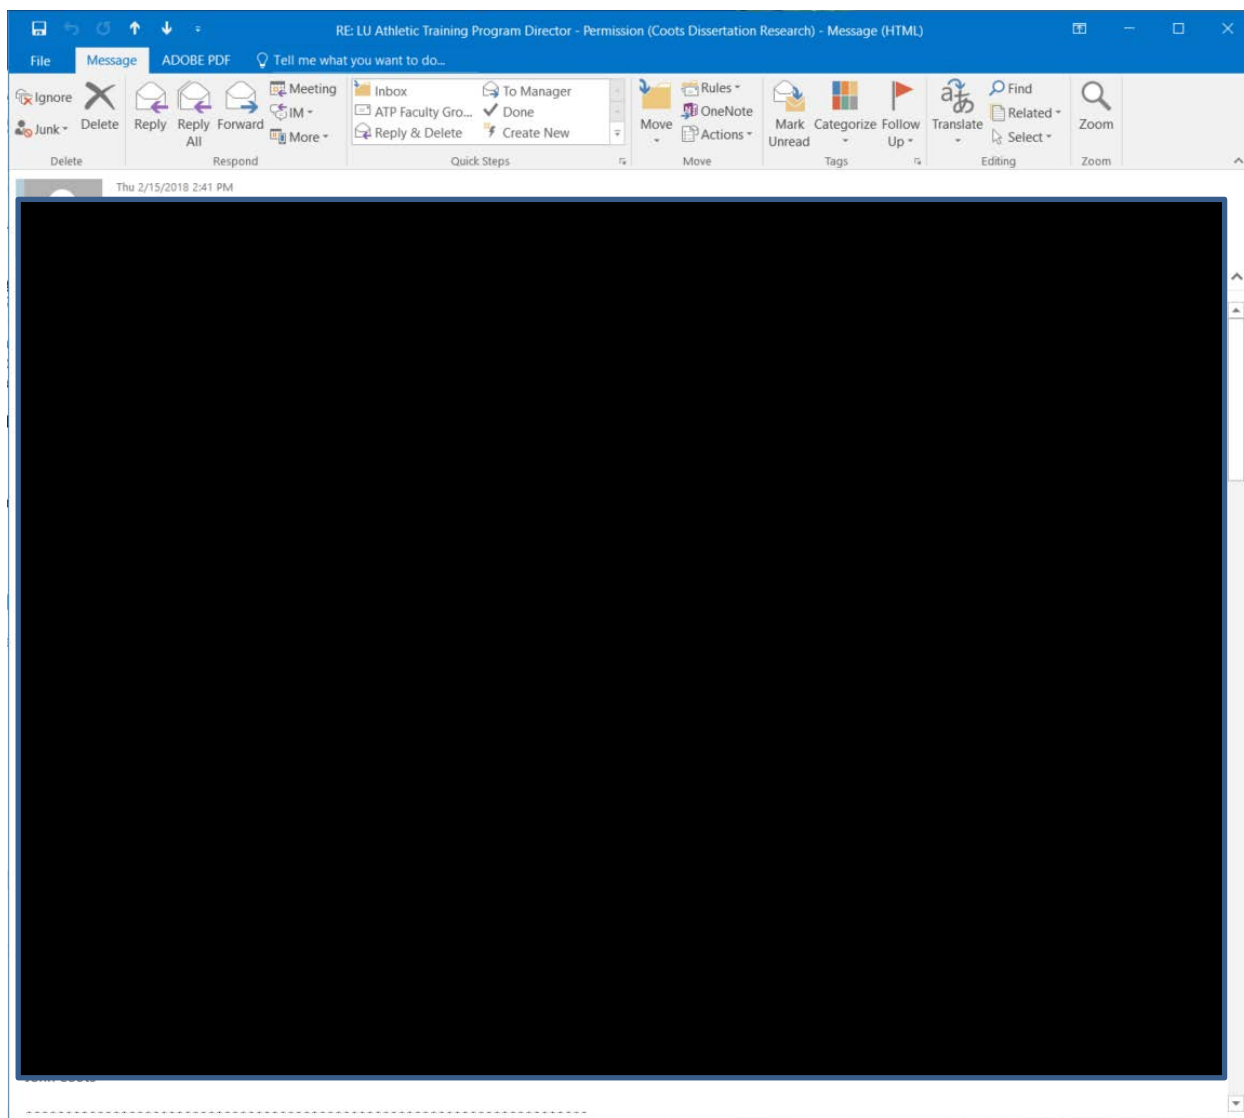 RE: LU Athletic Training Program Director - Permission (Coots Dissertation Research) - Message (HTML)
File Message ADOBE PDF Tell me what you want to do...
Ignore
Junk
Delete
Reply
Reply All
Forward
Meeting
IM
More
Inbox
ATP Faculty Gro...
Reply & Delete
To Manager
Done
Create New
Move
Rules
OneNote
Actions
Mark Unread
Categorize
Follow Up
Translate
Find
Related
Select
Zoom
Delete Respond Quick Steps Move Tags Editing Zoom
Thu 2/15/2018 2:41 PM